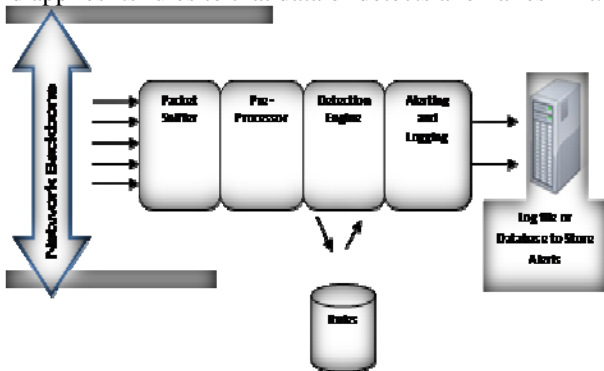 Network Backbone
Packet
Sniffer
Pre-
Processor
Detection
Engine
Alerting
and
Logging
Log file or
Database to Store
Alerts
Rules